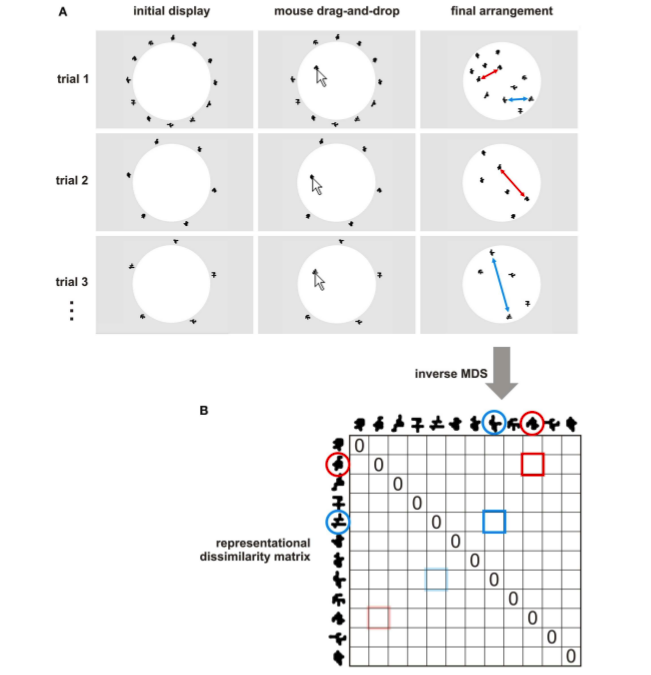 A
initial display
mouse drag-and-drop
final arrangement
trial 1
trial 2
trial 3
⋮
inverse MDS
B
representational
dissimilarity matrix
0
0
0
0
0
0
0
0
0
0
0
0